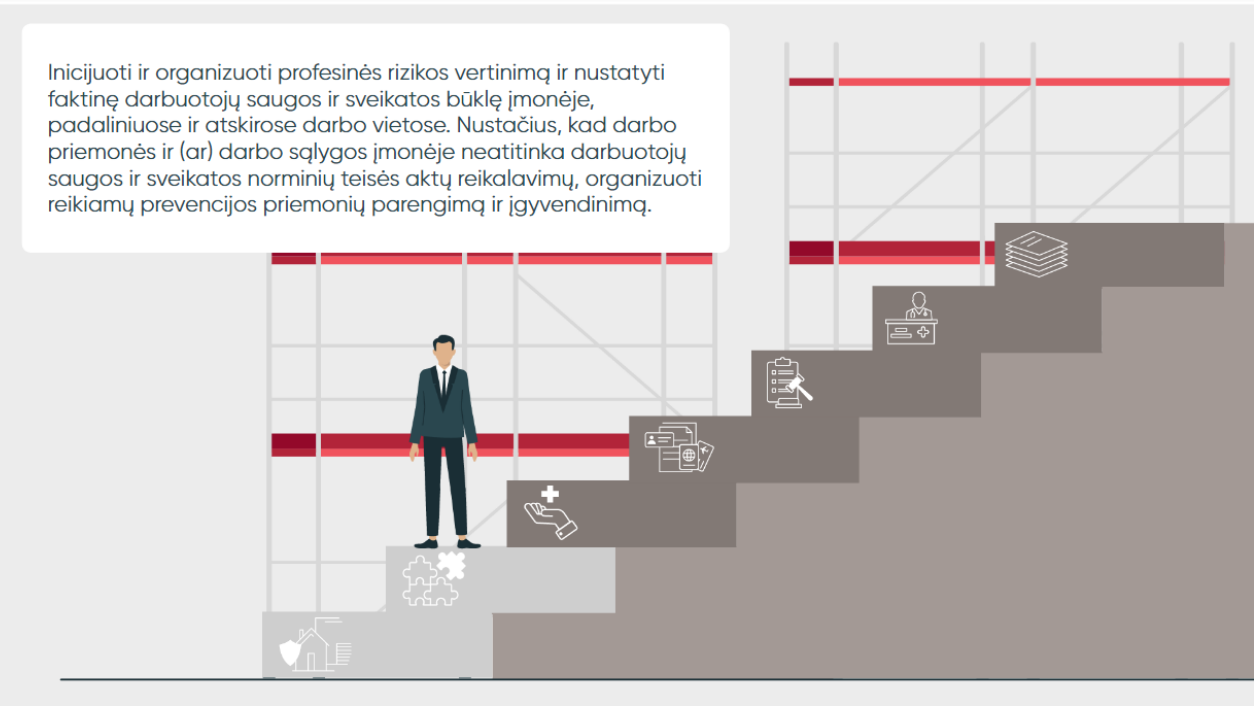 Inicijuoti ir organizuoti profesinės rizikos vertinimą ir nustatyti
faktinę darbuotojų saugos ir sveikatos būklę įmonėje,
padaliniuose ir atskirose darbo vietose. Nustačius, kad darbo
priemonės ir (ar) darbo sąlygos įmonėje neatitinka darbuotojų
saugos ir sveikatos norminių teisės aktų reikalavimų, organizuoti
reikiamų prevencijos priemonių parengimą ir įgyvendinimą.